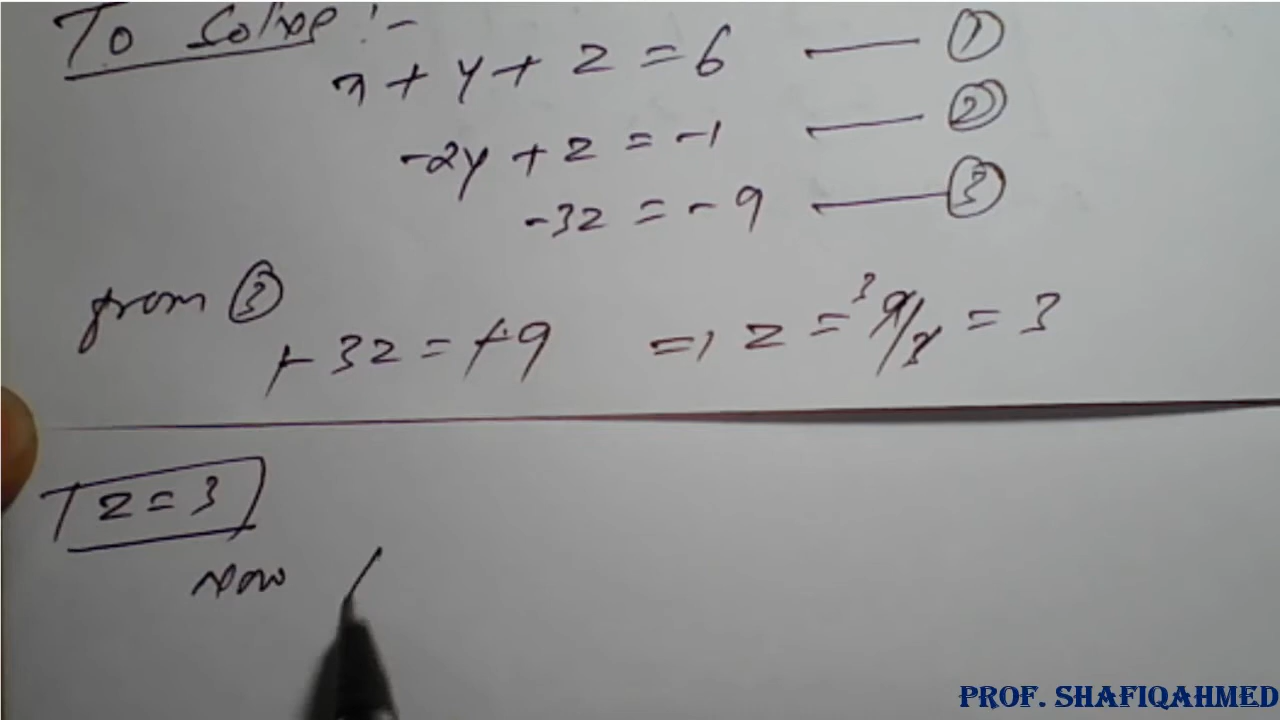 To Solve :-
x + y + z = 6 —— ①
-2y + z = -1 —— ②
-3z = -9 —— ③
from ③
+ 3z = +9 => z = ³9/3 = 3
z = 3
now
PROF. SHAFIQAHMED